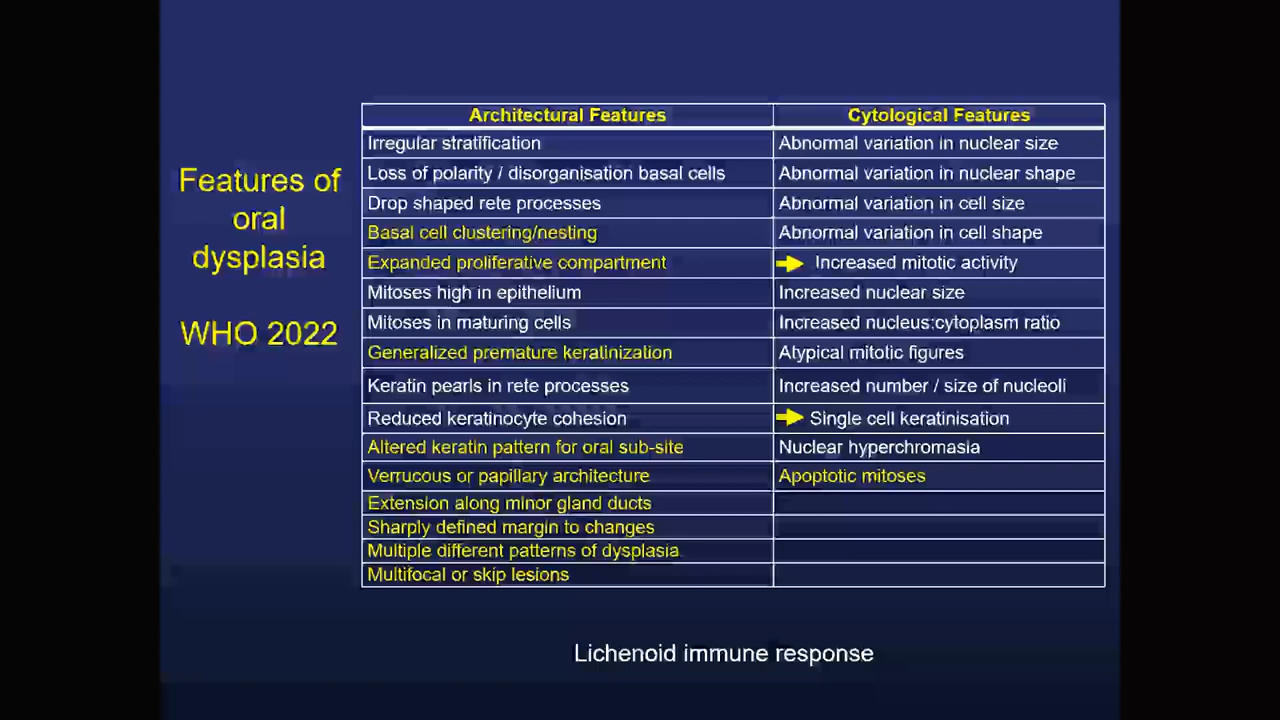 Features of
oral
dysplasia
WHO 2022
Architectural Features Cytological Features
Irregular stratification Abnormal variation in nuclear size
Loss of polarity / disorganisation basal cells Abnormal variation in nuclear shape
Drop shaped rete processes Abnormal variation in cell size
Basal cell clustering/nesting Abnormal variation in cell shape
Expanded proliferative compartment Increased mitotic activity
Mitoses high in epithelium Increased nuclear size
Mitoses in maturing cells Increased nucleus:cytoplasm ratio
Generalized premature keratinization Atypical mitotic figures
Keratin pearls in rete processes Increased number / size of nucleoli
Reduced keratinocyte cohesion Single cell keratinisation
Altered keratin pattern for oral sub-site Nuclear hyperchromasia
Verrucous or papillary architecture Apoptotic mitoses
Extension along minor gland ducts
Sharply defined margin to changes
Multiple different patterns of dysplasia
Multifocal or skip lesions
Lichenoid immune response